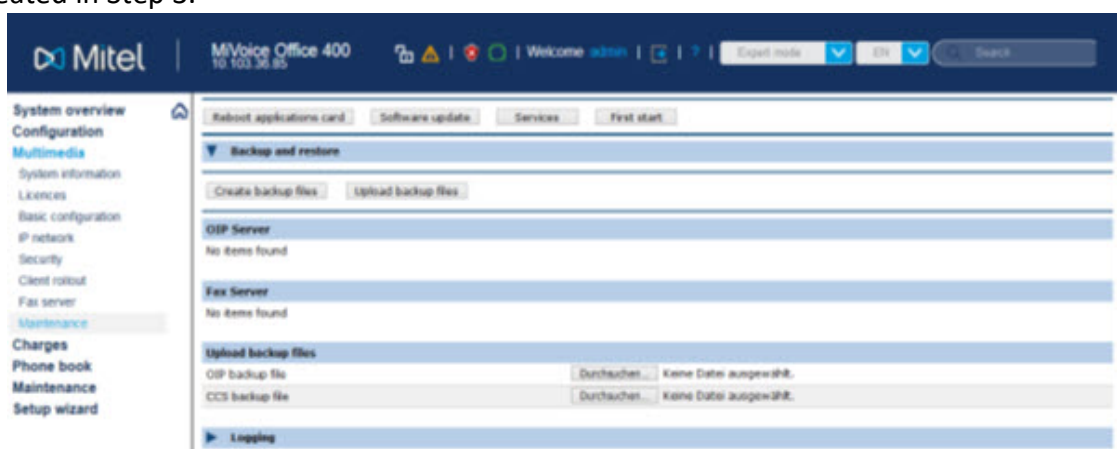 eated in Step 3.
Mitel
MiVoice Office 400
10.103.36.85
| Welcome admin | | ? | Expert mode EN Search
System overview
Configuration
Multimedia
System information
Licences
Basic configuration
IP network
Security
Client rollout
Fax server
Maintenance
Charges
Phone book
Maintenance
Setup wizard
Reboot applications card Software update Services First start
Backup and restore
Create backup files Upload backup files
OIP Server
No items found
Fax Server
No items found
Upload backup files
OIP backup file Durchsuchen... Keine Datei ausgewählt.
CCS backup file Durchsuchen... Keine Datei ausgewählt.
Logging